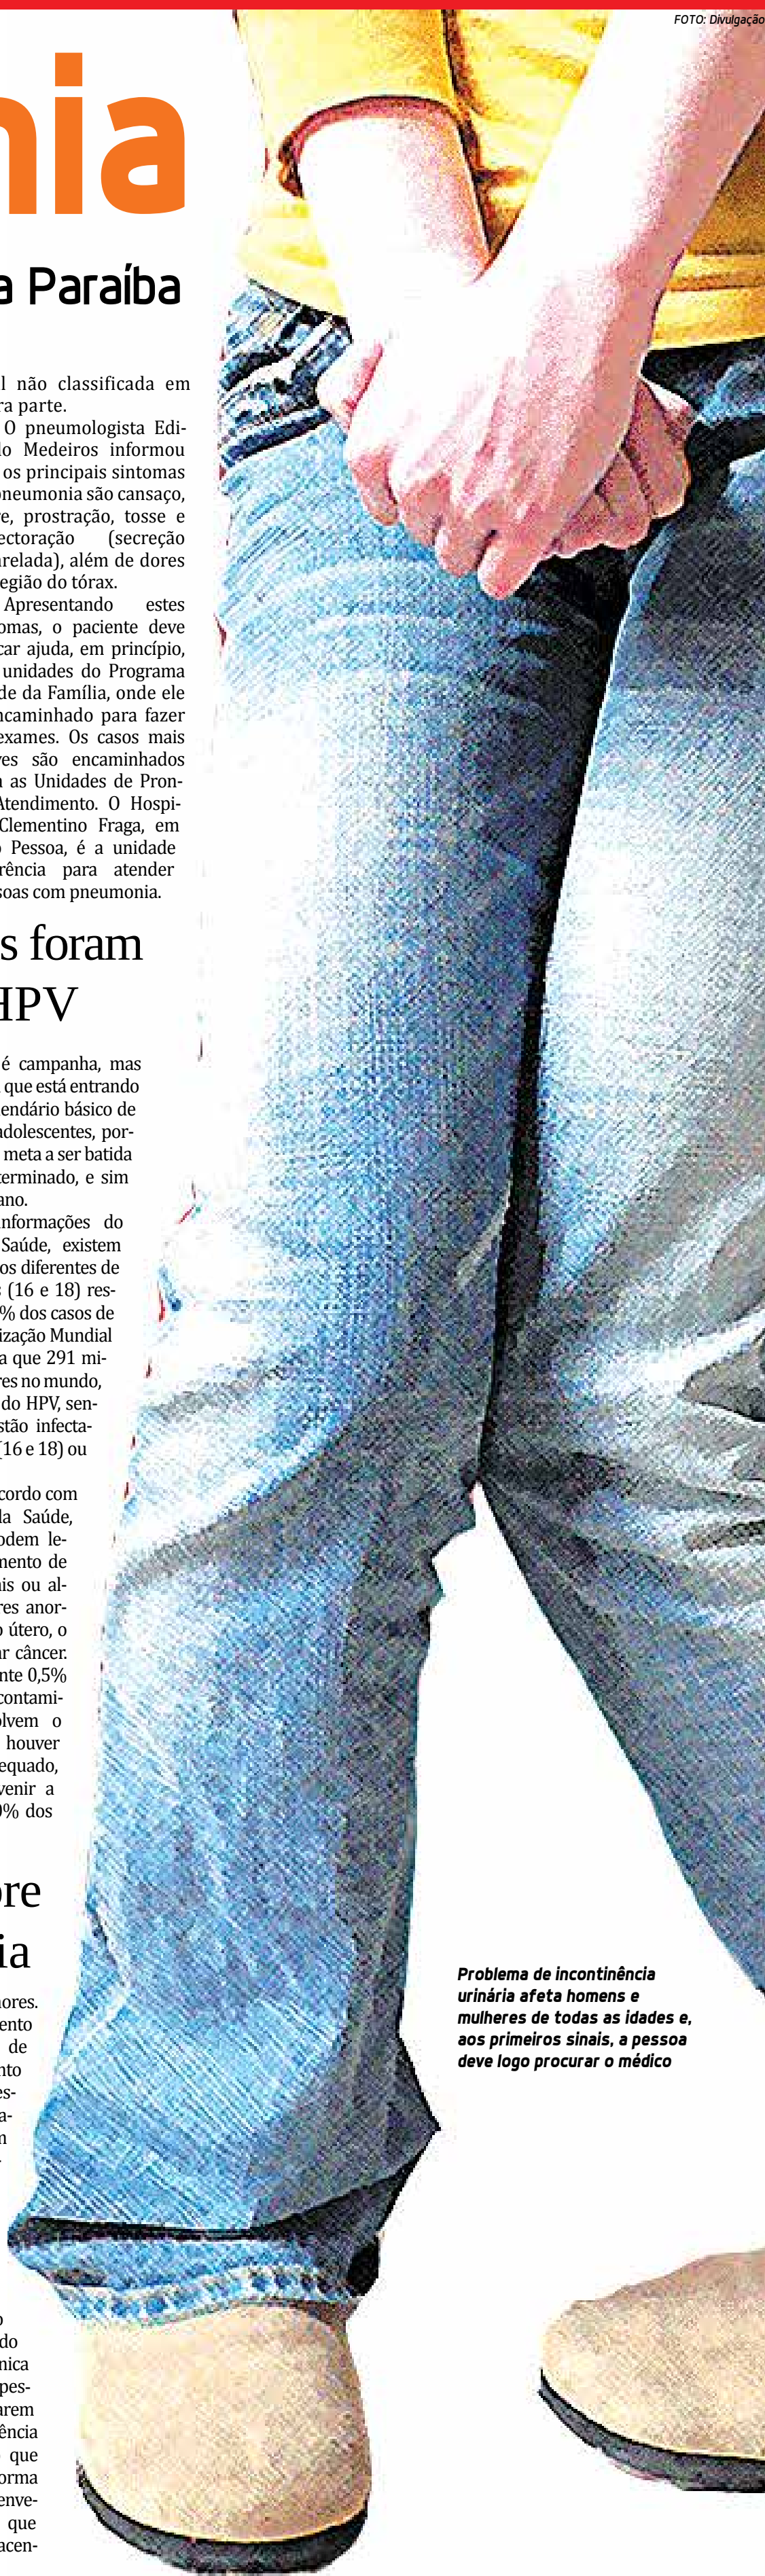 FOTO: Divulgação
nia
a Paraíba
l não classificada em
ra parte.
O pneumologista Edi-
lo Medeiros informou
os principais sintomas
pneumonia são cansaço,
re, prostração, tosse e
ectoração (secreção
arelada), além de dores
egião do tórax.
Apresentando estes
omas, o paciente deve
car ajuda, em princípio,
unidades do Programa
de da Família, onde ele
ncaminhado para fazer
exames. Os casos mais
ves são encaminhados
a as Unidades de Pron-
Atendimento. O Hospi-
Clementino Fraga, em
o Pessoa, é a unidade
rência para atender
soas com pneumonia.
s foram
HPV
é campanha, mas
que está entrando
endário básico de
adolescentes, por-
meta a ser batida
terminado, e sim
ano.
informações do
Saúde, existem
os diferentes de
s (16 e 18) res-
% dos casos de
ização Mundial
a que 291 mi-
res no mundo,
do HPV, sen-
stão infecta-
(16 e 18) ou
cordo com
da Saúde,
odem le-
mento de
is ou al-
res anor-
o útero, o
ar câncer.
nte 0,5%
contami-
olvem o
houver
equado,
venir a
0% dos
bre
ia
nores.
ento
de
nto
es-
a-
m
-
Problema de incontinência
urinária afeta homens e
mulheres de todas as idades e,
aos primeiros sinais, a pessoa
deve logo procurar o médico
o
do
nica
pes-
arem
ência
que
orma
enve-
que
acen-